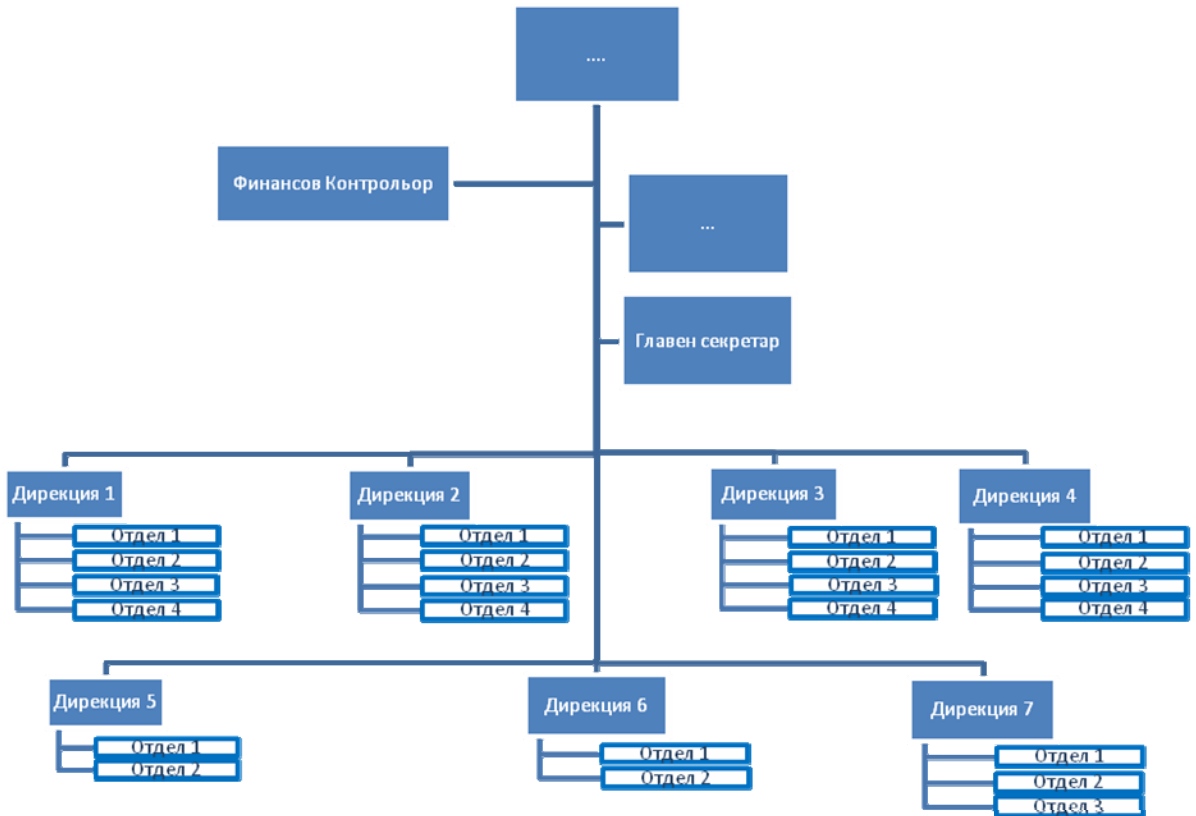 ....
Финансов Контрольор
...
Главен секретар
Дирекция 1
Отдел 1
Отдел 2
Отдел 3
Отдел 4
Дирекция 2
Отдел 1
Отдел 2
Отдел 3
Отдел 4
Дирекция 3
Отдел 1
Отдел 2
Отдел 3
Отдел 4
Дирекция 4
Отдел 1
Отдел 2
Отдел 3
Отдел 4
Дирекция 5
Отдел 1
Отдел 2
Дирекция 6
Отдел 1
Отдел 2
Дирекция 7
Отдел 1
Отдел 2
Отдел 3